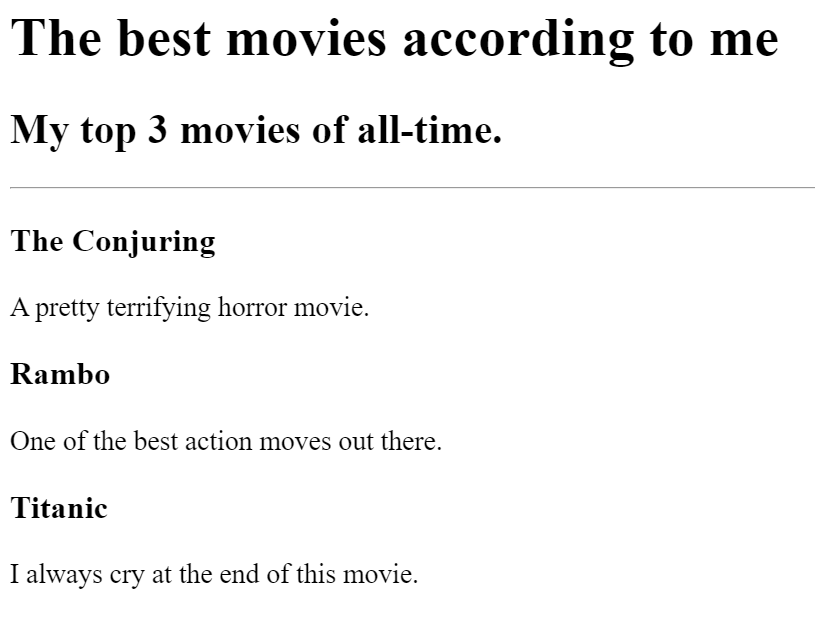 The best movies according to me
My top 3 movies of all-time.
The Conjuring
A pretty terrifying horror movie.
Rambo
One of the best action moves out there.
Titanic
I always cry at the end of this movie.